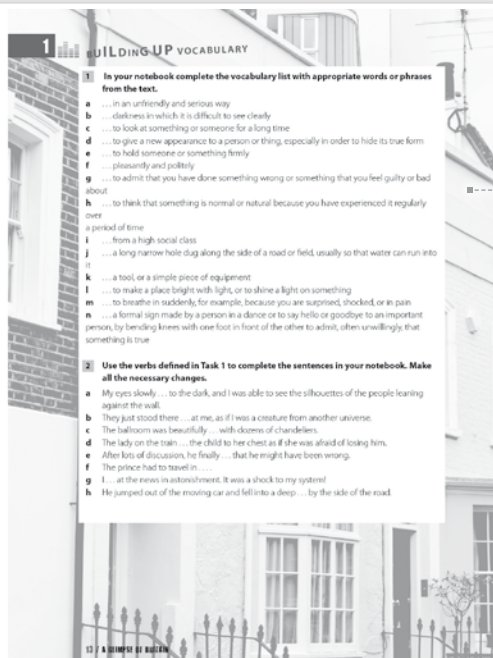 1 BUILDING UP VOCABULARY
1 In your notebook complete the vocabulary list with appropriate words or phrases
from the text.
a ...in an unfriendly and serious way
b ...darkness in which it is difficult to see clearly
c ...to look at something or someone for a long time
d ...to give a new appearance to a person or thing, especially in order to hide its true form
e ...to hold someone or something firmly
f ...pleasantly and politely
g ...to admit that you have done something wrong or something that you feel guilty or bad
about
h ...to think that something is normal or natural because you have experienced it regularly
over
a period of time
i ...from a high social class
j ...a long narrow hole dug along the side of a road or field, usually so that water can run into
it
k ...a tool, or a simple piece of equipment
l ...to make a place bright with light, or to shine a light on something
m ...to breathe in suddenly, for example, because you are surprised, shocked, or in pain
n ...a formal sign made by a person in a dance or to say hello or goodbye to an important
person, by bending knees with one foot in front of the other to admit, often unwillingly, that
something is true
2 Use the verbs defined in Task 1 to complete the sentences in your notebook. Make
all the necessary changes.
a My eyes slowly ... to the dark, and I was able to see the silhouettes of the people leaning
against the wall.
b They just stood there ... at me, as if I was a creature from another universe.
c The ballroom was beautifully ... with dozens of chandeliers.
d The lady on the train ... the child to her chest as if she was afraid of losing him.
e After lots of discussion, he finally ... that he might have been wrong.
f The prince had to travel in ....
g I ... at the news in astonishment. It was a shock to my system!
h He jumped out of the moving car and fell into a deep ... by the side of the road.
/ A GLIMPSE OF BRITAIN